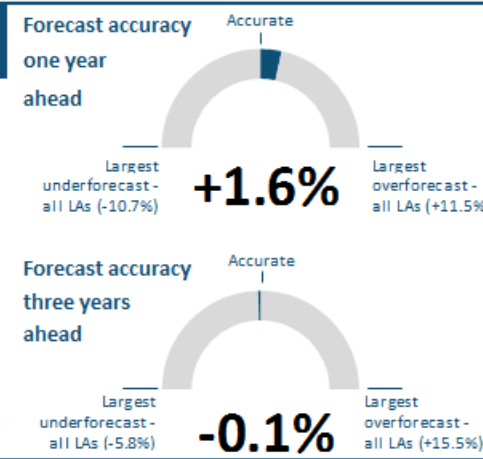 Forecast accuracy
one year
ahead
Accurate
Largest
underforecast -
all LAs (-10.7%)
+1.6%
Largest
overforecast -
all LAs (+11.5%
Forecast accuracy
three years
ahead
Accurate
Largest
underforecast -
all LAs (-5.8%)
-0.1%
Largest
overforecast -
all LAs (+15.5%)